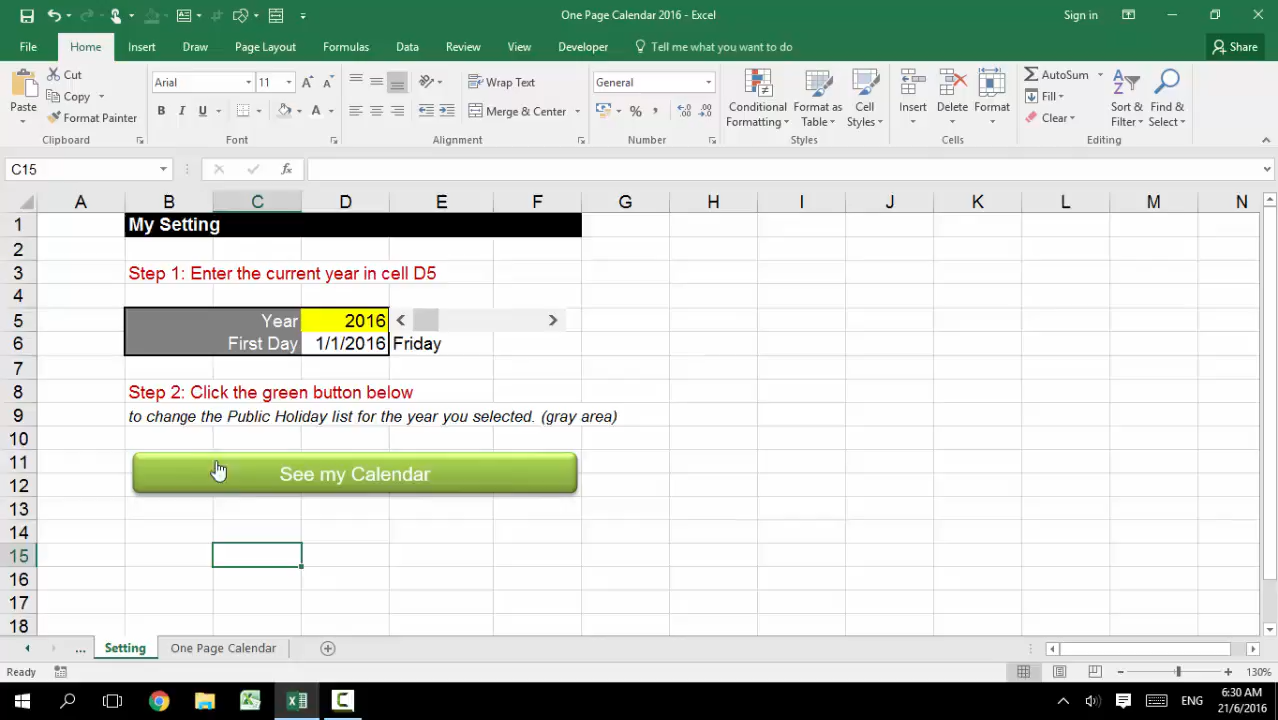 One Page Calendar 2016 - Excel
Sign in
File Home Insert Draw Page Layout Formulas Data Review View Developer Tell me what you want to do Share
Paste
Cut
Copy
Format Painter
Clipboard
Arial 11
B I U
Font
Wrap Text
Merge & Center
Alignment
General
%
Number
Conditional Formatting
Format as Table
Cell Styles
Styles
Insert Delete Format
Cells
AutoSum
Fill
Clear
Sort & Filter
Find & Select
Editing
C15
fx
A B C D E F G H I J K L M N
1 My Setting
2
3 Step 1: Enter the current year in cell D5
4
5 Year 2016
6 First Day 1/1/2016 Friday
7
8 Step 2: Click the green button below
9 to change the Public Holiday list for the year you selected. (gray area)
10
11 See my Calendar
12
13
14
15
16
17
18
... Setting One Page Calendar
Ready 130%
ENG
6:30 AM
21/6/2016